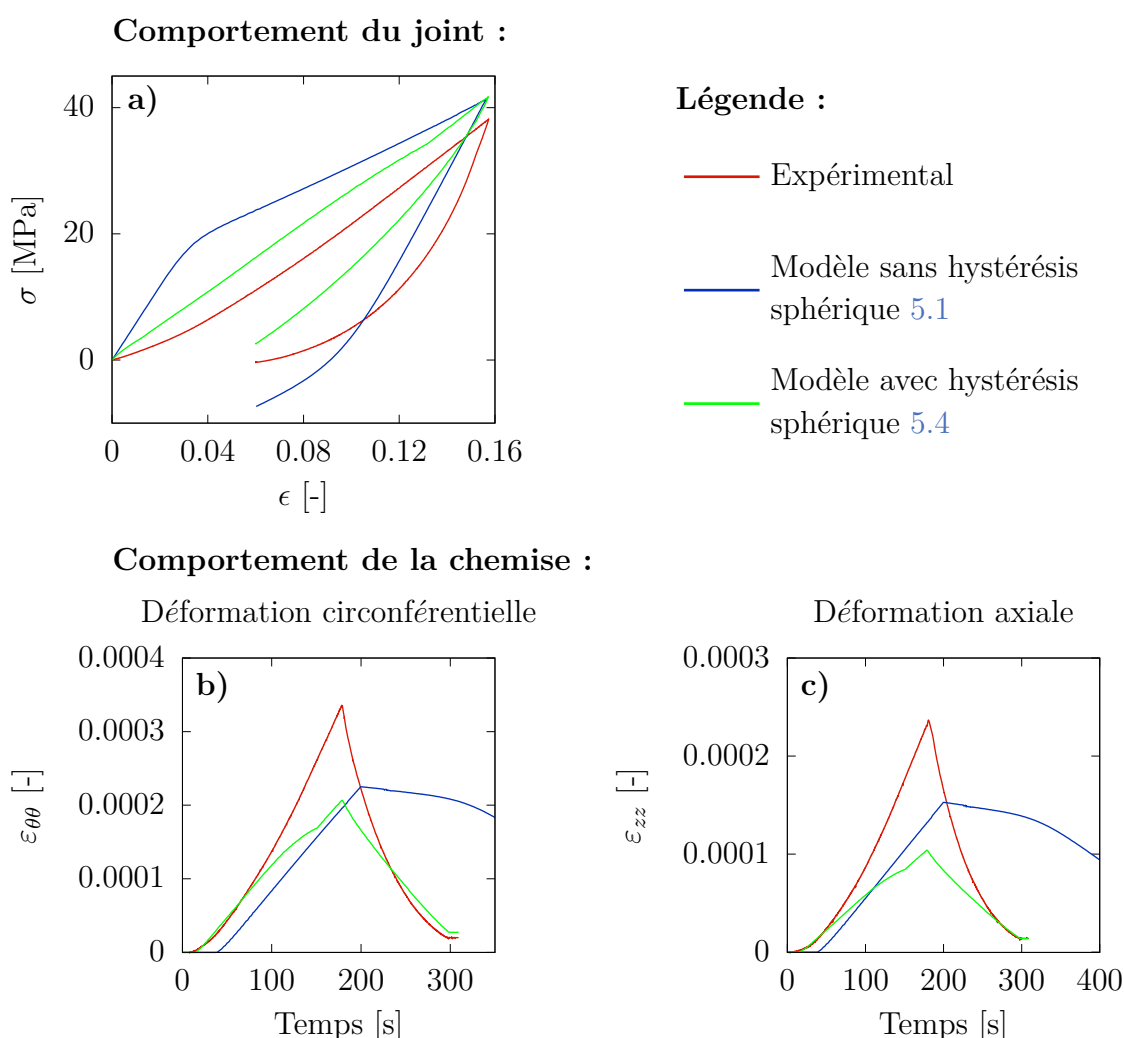 Comportement du joint :
a)
40
20
0
σ [MPa]
0 0.04 0.08 0.12 0.16
ϵ [-]
Légende :
Expérimental
Modèle sans hystérésis
sphérique 5.1
Modèle avec hystérésis
sphérique 5.4
Comportement de la chemise :
Déformation circonférentielle
b)
0.0004
0.0003
0.0002
0.0001
0
εθθ [-]
0 100 200 300
Temps [s]
Déformation axiale
c)
0.0003
0.0002
0.0001
0
εzz [-]
0 100 200 300 400
Temps [s]